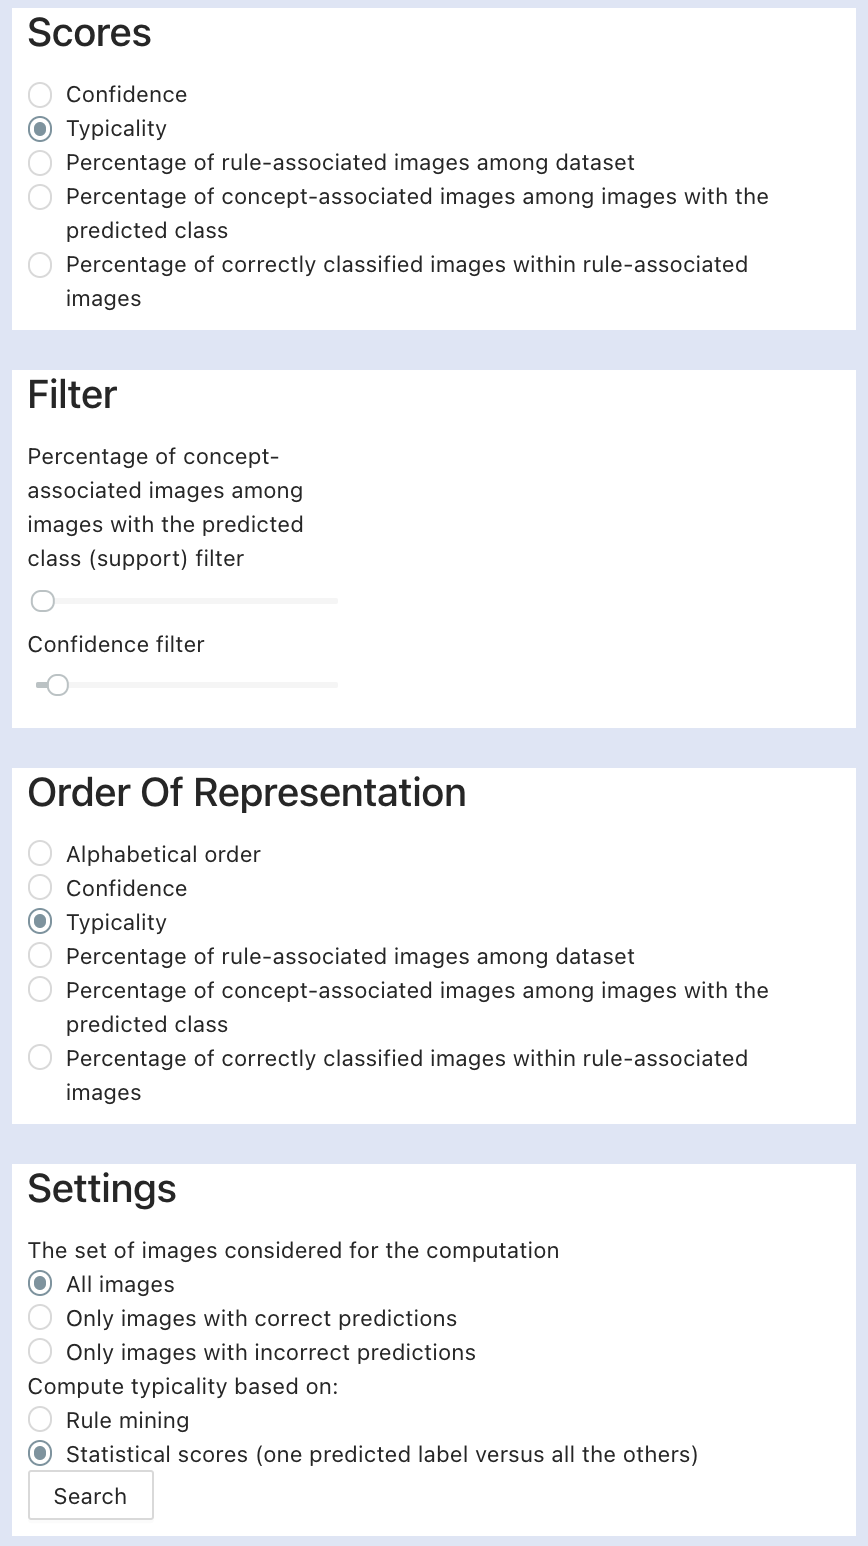 Scores
Confidence
Typicality
Percentage of rule-associated images among dataset
Percentage of concept-associated images among images with the
predicted class
Percentage of correctly classified images within rule-associated
images
Filter
Percentage of concept-
associated images among
images with the predicted
class (support) filter
Confidence filter
Order Of Representation
Alphabetical order
Confidence
Typicality
Percentage of rule-associated images among dataset
Percentage of concept-associated images among images with the
predicted class
Percentage of correctly classified images within rule-associated
images
Settings
The set of images considered for the computation
All images
Only images with correct predictions
Only images with incorrect predictions
Compute typicality based on:
Rule mining
Statistical scores (one predicted label versus all the others)
Search